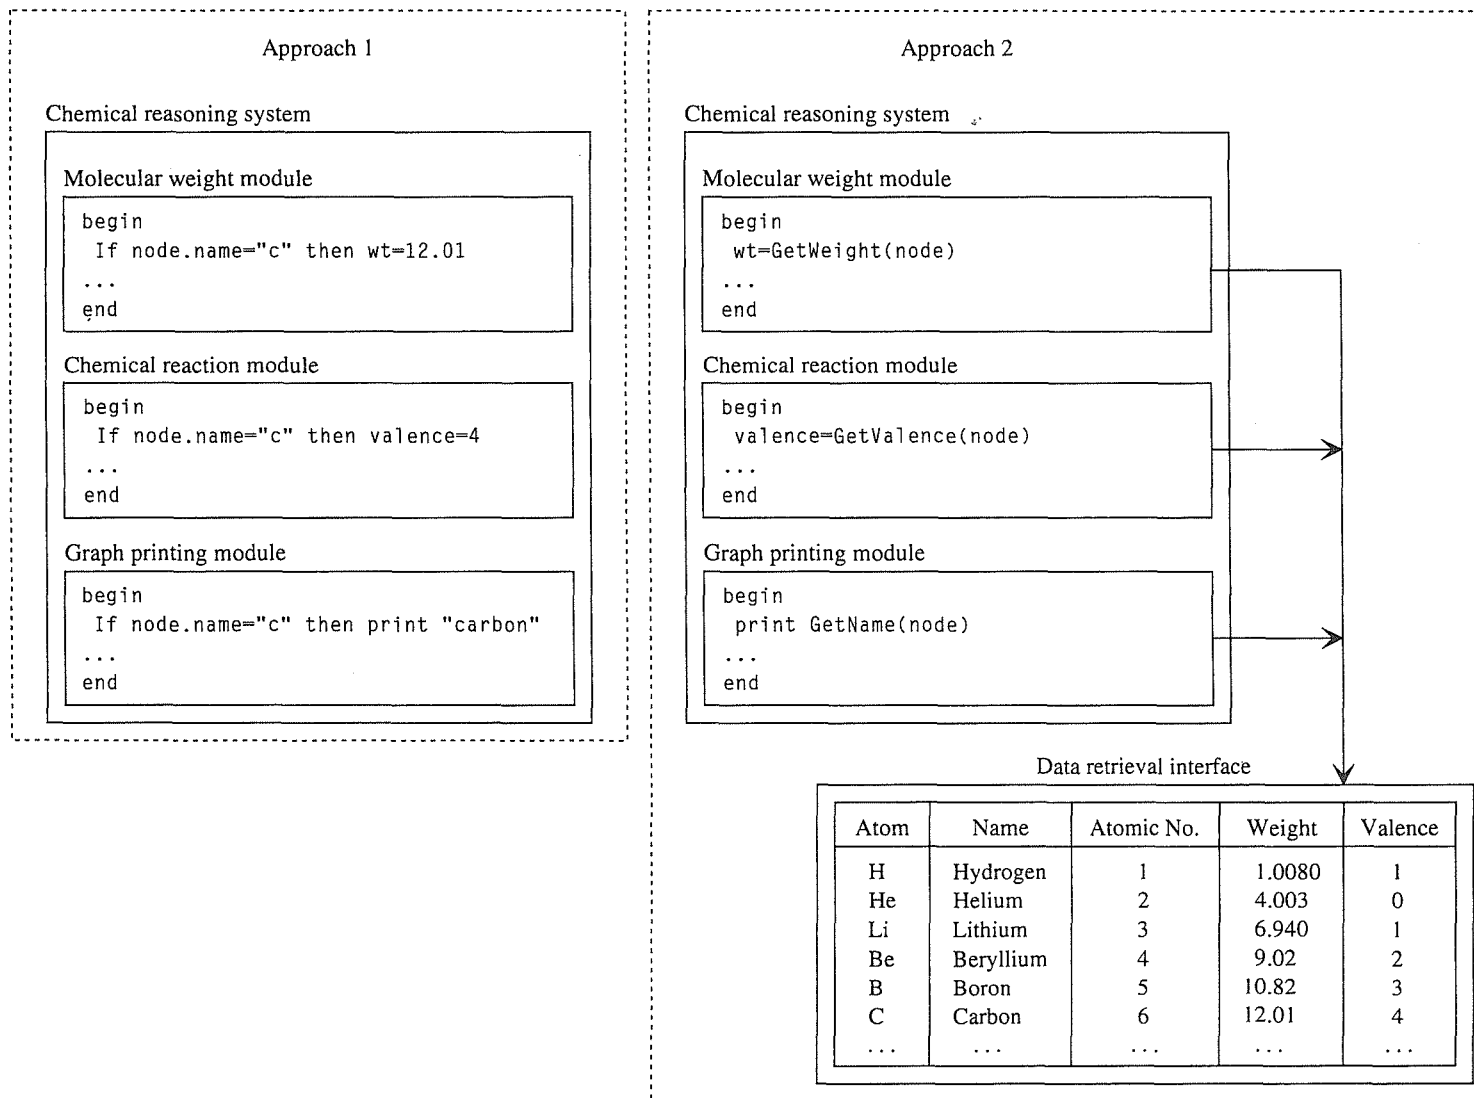 Approach 1
Chemical reasoning system
Molecular weight module
begin
If node.name="c" then wt=12.01
...
end
Chemical reaction module
begin
If node.name="c" then valence=4
...
end
Graph printing module
begin
If node.name="c" then print "carbon"
...
end
Approach 2
Chemical reasoning system
Molecular weight module
begin
wt=GetWeight(node)
...
end
Chemical reaction module
begin
valence=GetValence(node)
...
end
Graph printing module
begin
print GetName(node)
...
end
Data retrieval interface
Atom Name Atomic No. Weight Valence
H Hydrogen 1 1.0080 1
He Helium 2 4.003 0
Li Lithium 3 6.940 1
Be Beryllium 4 9.02 2
B Boron 5 10.82 3
C Carbon 6 12.01 4
... ... ... ... ...